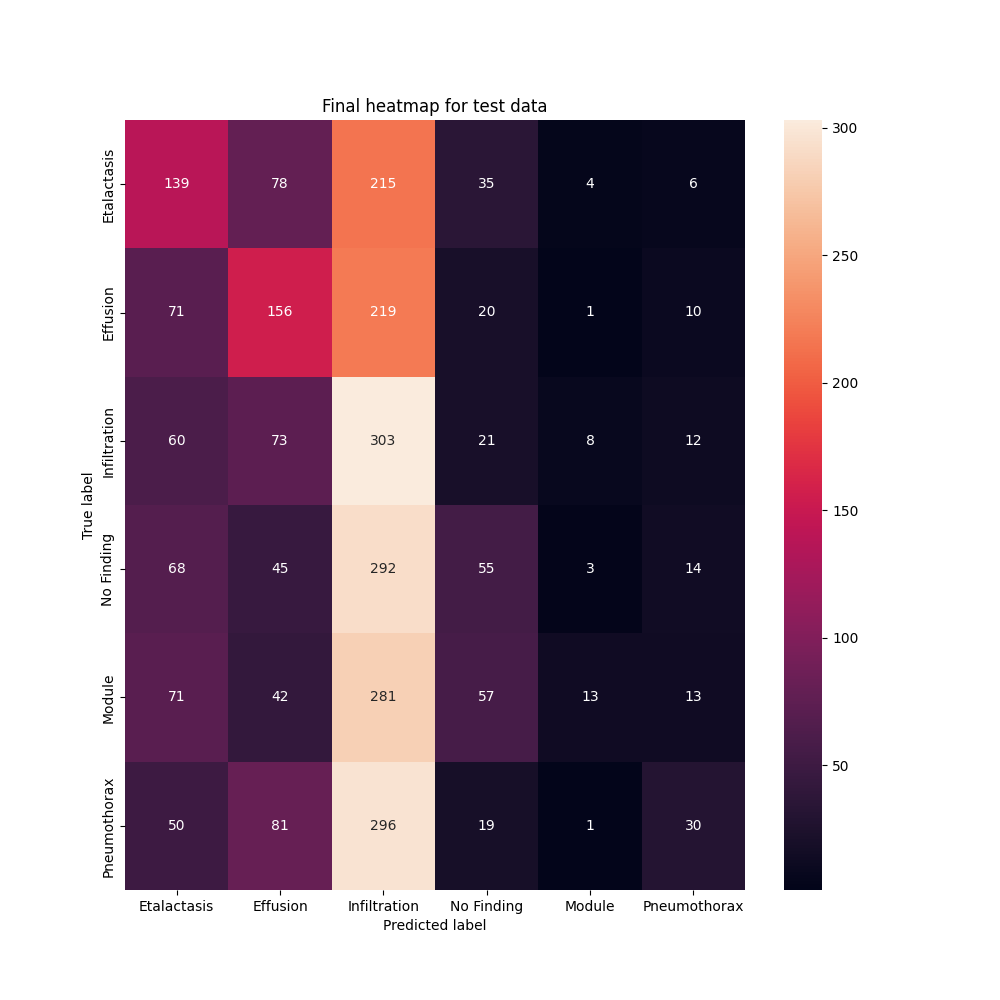 Final heatmap for test data
True label
Etalactasis 139 78 215 35 4 6
Effusion 71 156 219 20 1 10
Infiltration 60 73 303 21 8 12
No Finding 68 45 292 55 3 14
Module 71 42 281 57 13 13
Pneumothorax 50 81 296 19 1 30
Etalactasis Effusion Infiltration No Finding Module Pneumothorax
Predicted label
300
250
200
150
100
50